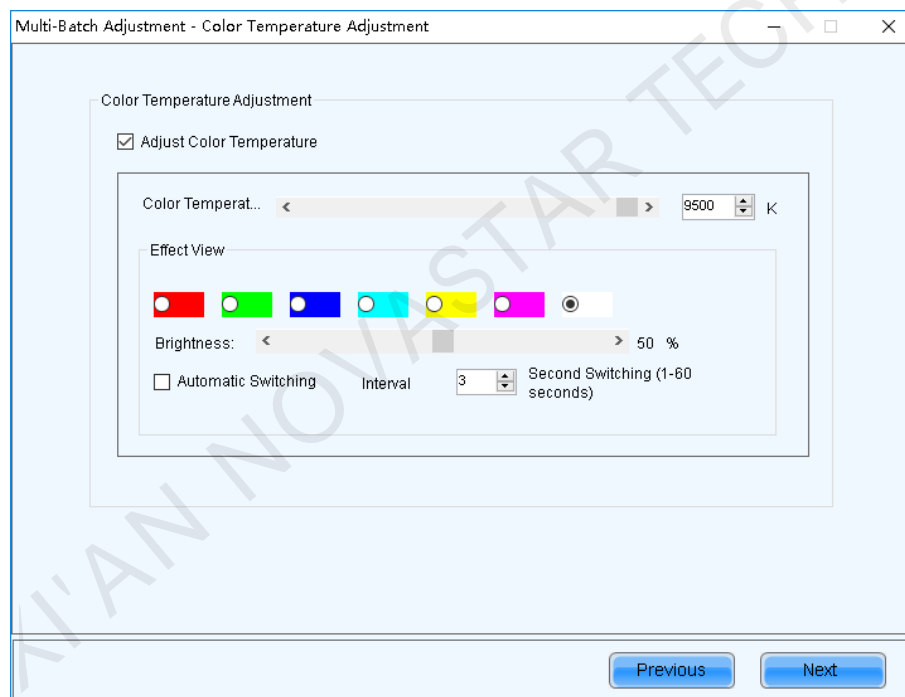 Multi-Batch Adjustment - Color Temperature Adjustment
Color Temperature Adjustment
Adjust Color Temperature
Color Temperat... 9500 K
Effect View
Brightness: 50 %
Automatic Switching Interval 3 Second Switching (1-60
seconds)
Previous Next
XI'AN NOVASTAR TECH